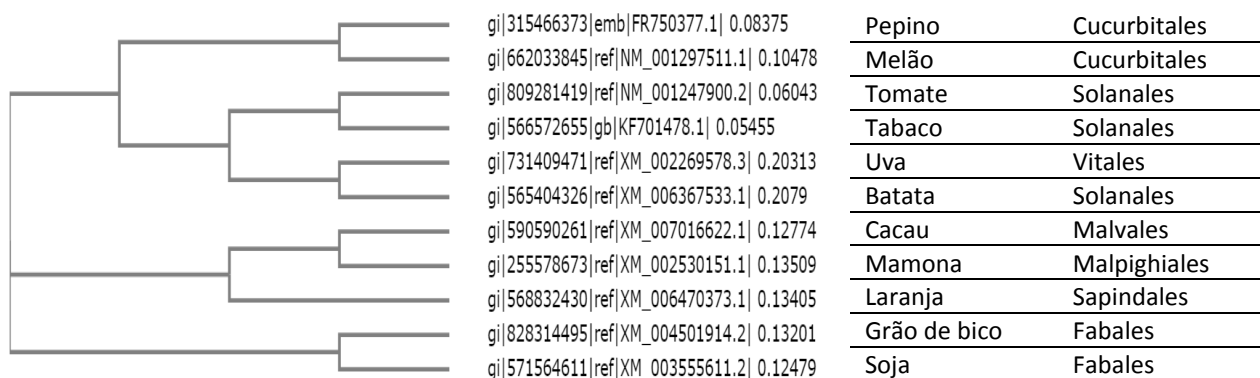 gi|315466373|emb|FR750377.1| 0.08375 Pepino Cucurbitales
gi|662033845|ref|NM_001297511.1| 0.10478 Melão Cucurbitales
gi|809281419|ref|NM_001247900.2| 0.06043 Tomate Solanales
gi|566572655|gb|KF701478.1| 0.05455 Tabaco Solanales
gi|731409471|ref|XM_002269578.3| 0.20313 Uva Vitales
gi|565404326|ref|XM_006367533.1| 0.2079 Batata Solanales
gi|590590261|ref|XM_007016622.1| 0.12774 Cacau Malvales
gi|255578673|ref|XM_002530151.1| 0.13509 Mamona Malpighiales
gi|568832430|ref|XM_006470373.1| 0.13405 Laranja Sapindales
gi|828314495|ref|XM_004501914.2| 0.13201 Grão de bico Fabales
gi|571564611|ref|XM_003555611.2| 0.12479 Soja Fabales